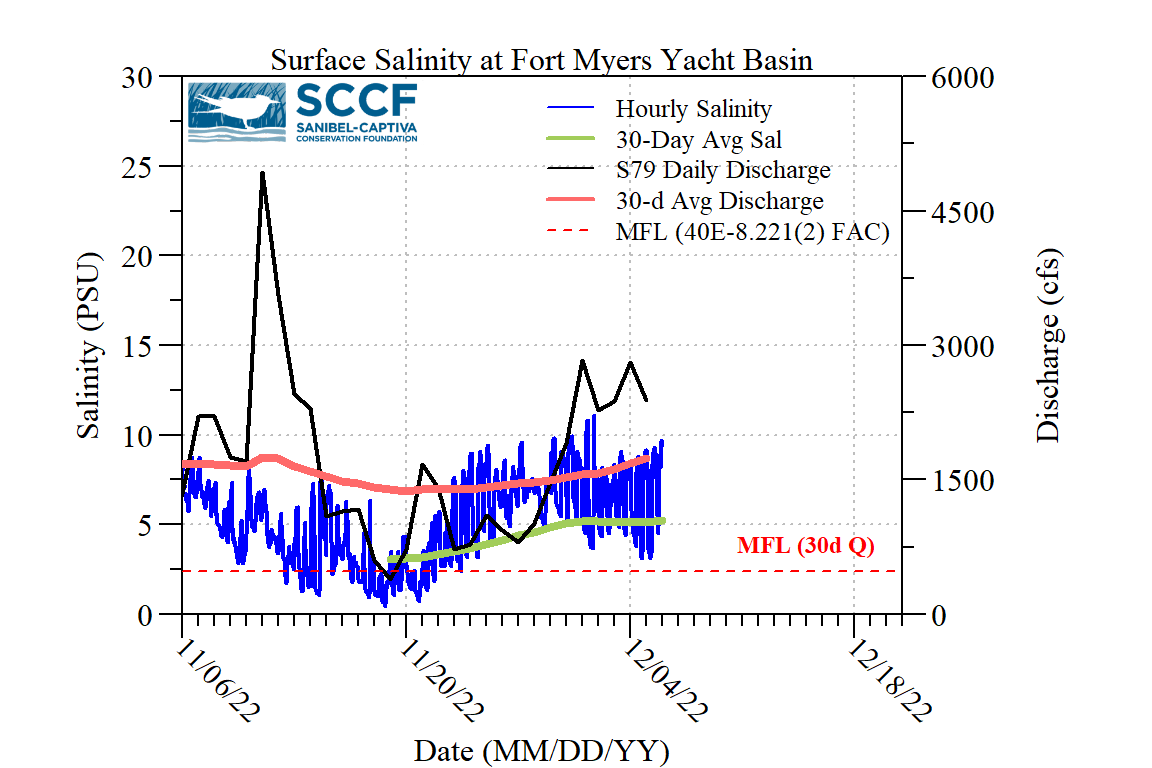 Surface Salinity at Fort Myers Yacht Basin
SCCF
SANIBEL-CAPTIVA
CONSERVATION FOUNDATION
Hourly Salinity
30-Day Avg Sal
S79 Daily Discharge
30-d Avg Discharge
MFL (40E-8.221(2) FAC)
MFL (30d Q)
Salinity (PSU)
30
25
20
15
10
5
0
Discharge (cfs)
6000
4500
3000
1500
0
11/06/22
11/20/22
12/04/22
12/18/22
Date (MM/DD/YY)